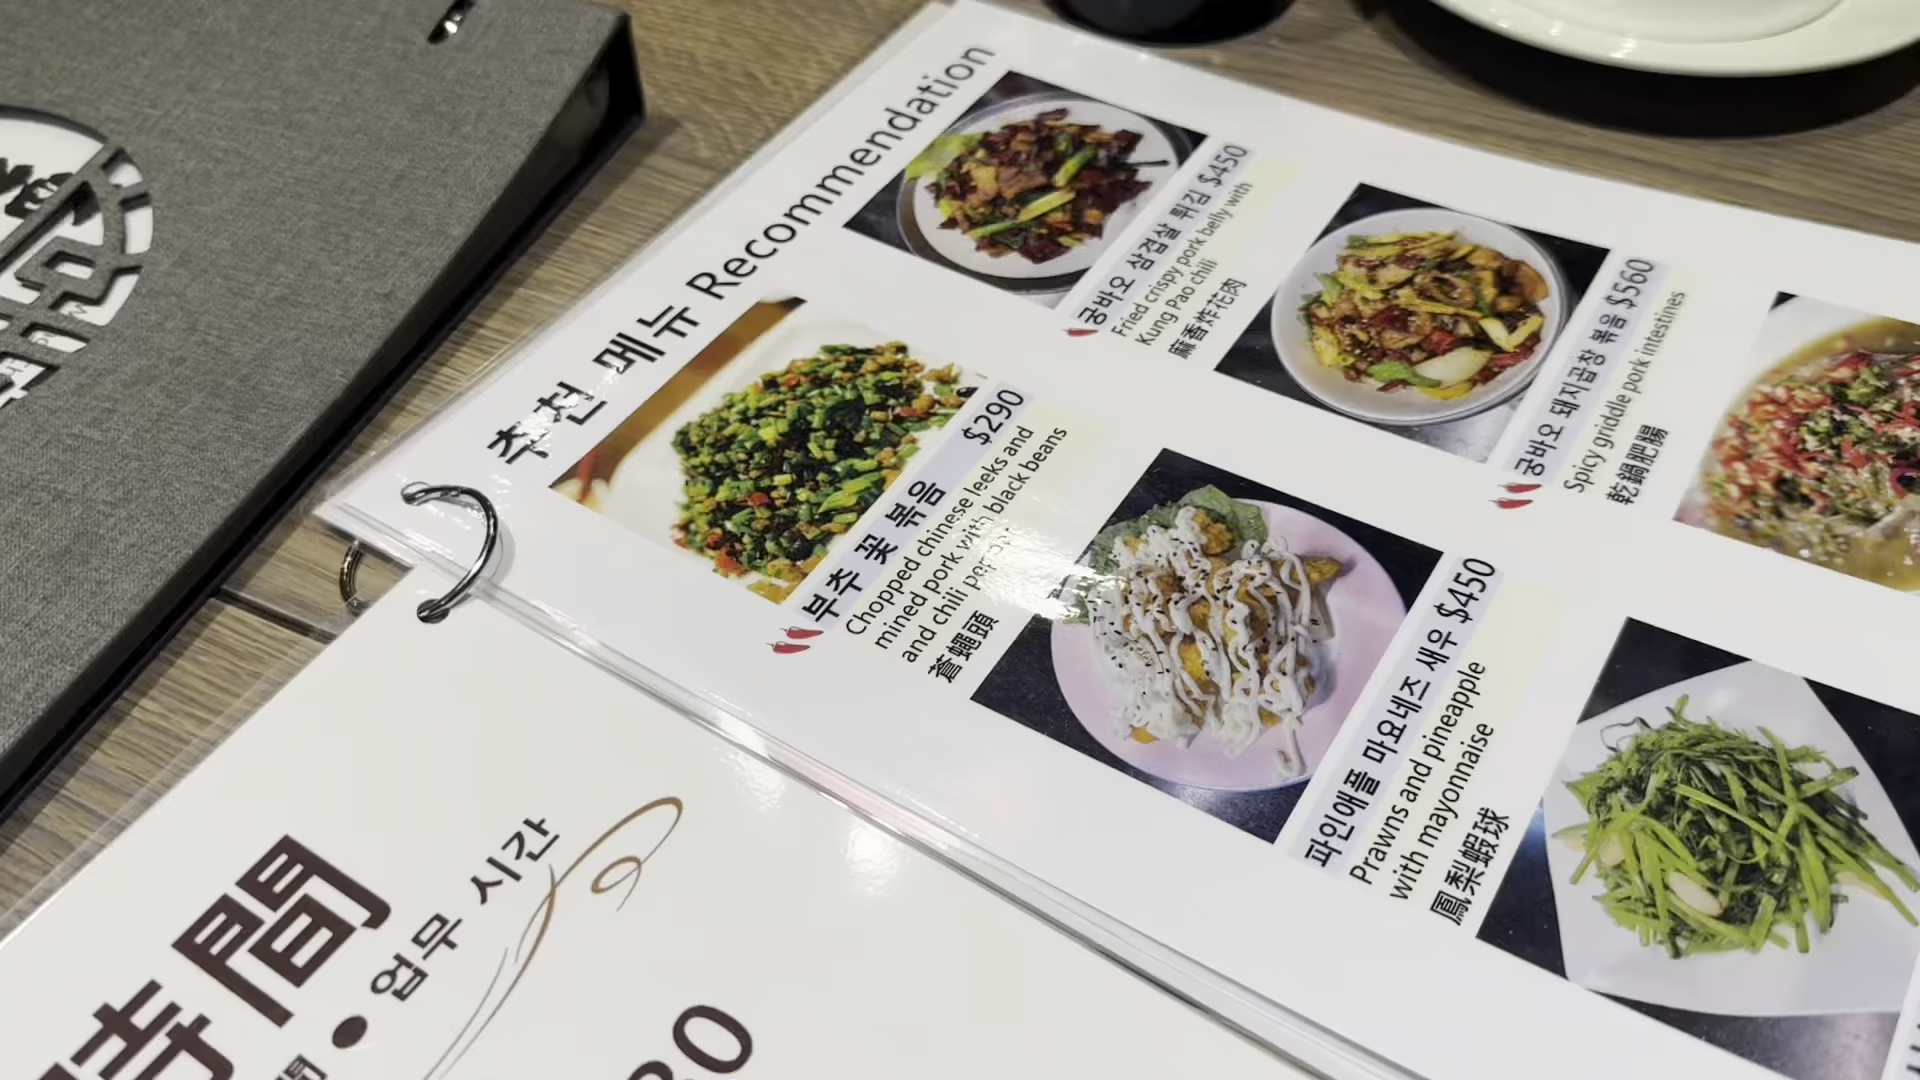 추천 메뉴 Recommendation
부추 꽃 볶음 $290
Chopped chinese leeks and
mined pork with black beans
and chili pepper
蒼蠅頭
궁바오 삼겹살 튀김 $450
Fried crispy pork belly with
Kung Pao chili
麻香炸花肉
파인애플 마요네즈 새우 $450
Prawns and pineapple
with mayonnaise
鳳梨蝦球
궁바오 돼지곱창 볶음 $560
Spicy griddle pork intestines
乾鍋肥腸
時間
間 ● 업무 시간
30